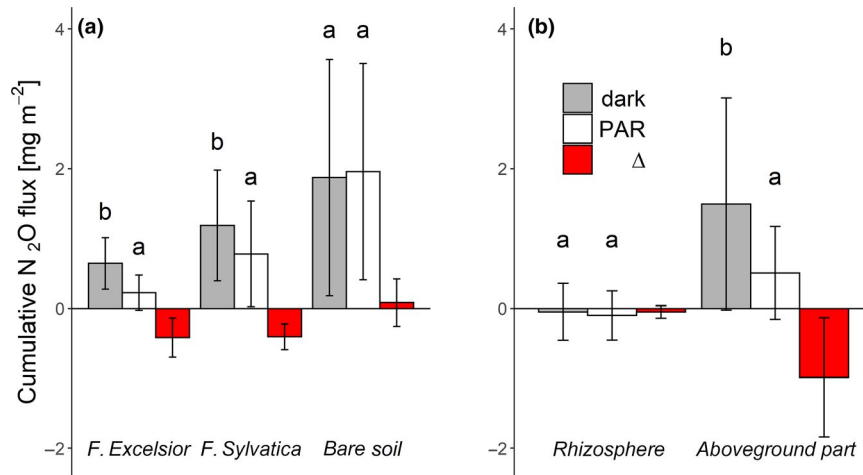 (a)
4
2
0
−2
Cumulative N₂O flux [mg m⁻²]
b
a
b
a
a
a
F. Excelsior
F. Sylvatica
Bare soil
(b)
4
2
0
−2
dark
PAR
Δ
a
a
b
a
Rhizosphere
Aboveground part